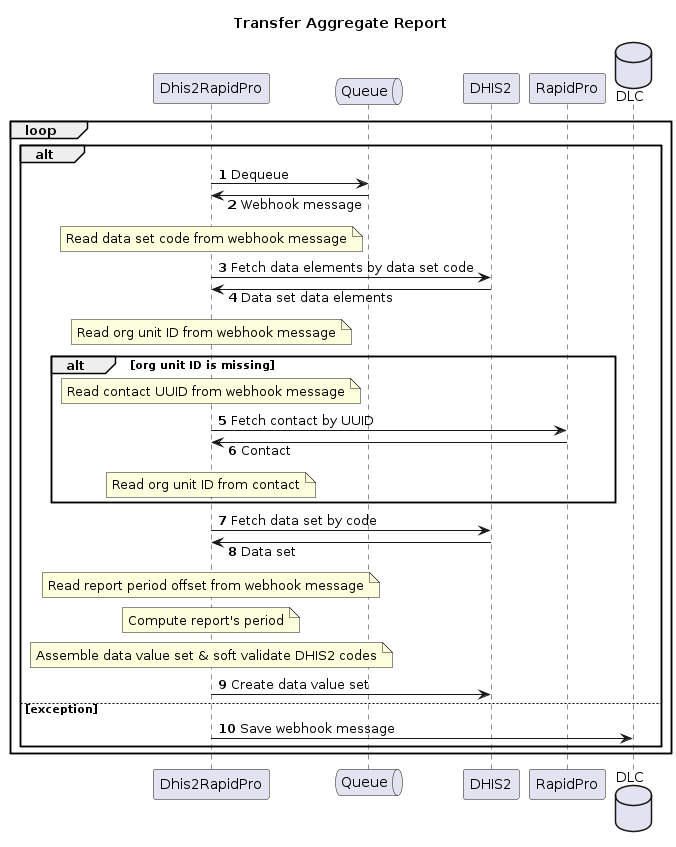 Transfer Aggregate Report
Dhis2RapidPro
Queue
DHIS2
RapidPro
DLC
loop
alt
1 Dequeue
2 Webhook message
Read data set code from webhook message
3 Fetch data elements by data set code
4 Data set data elements
Read org unit ID from webhook message
alt [org unit ID is missing]
Read contact UUID from webhook message
5 Fetch contact by UUID
6 Contact
Read org unit ID from contact
7 Fetch data set by code
8 Data set
Read report period offset from webhook message
Compute report's period
Assemble data value set & soft validate DHIS2 codes
9 Create data value set
[exception]
10 Save webhook message
Dhis2RapidPro
Queue
DHIS2
RapidPro
DLC